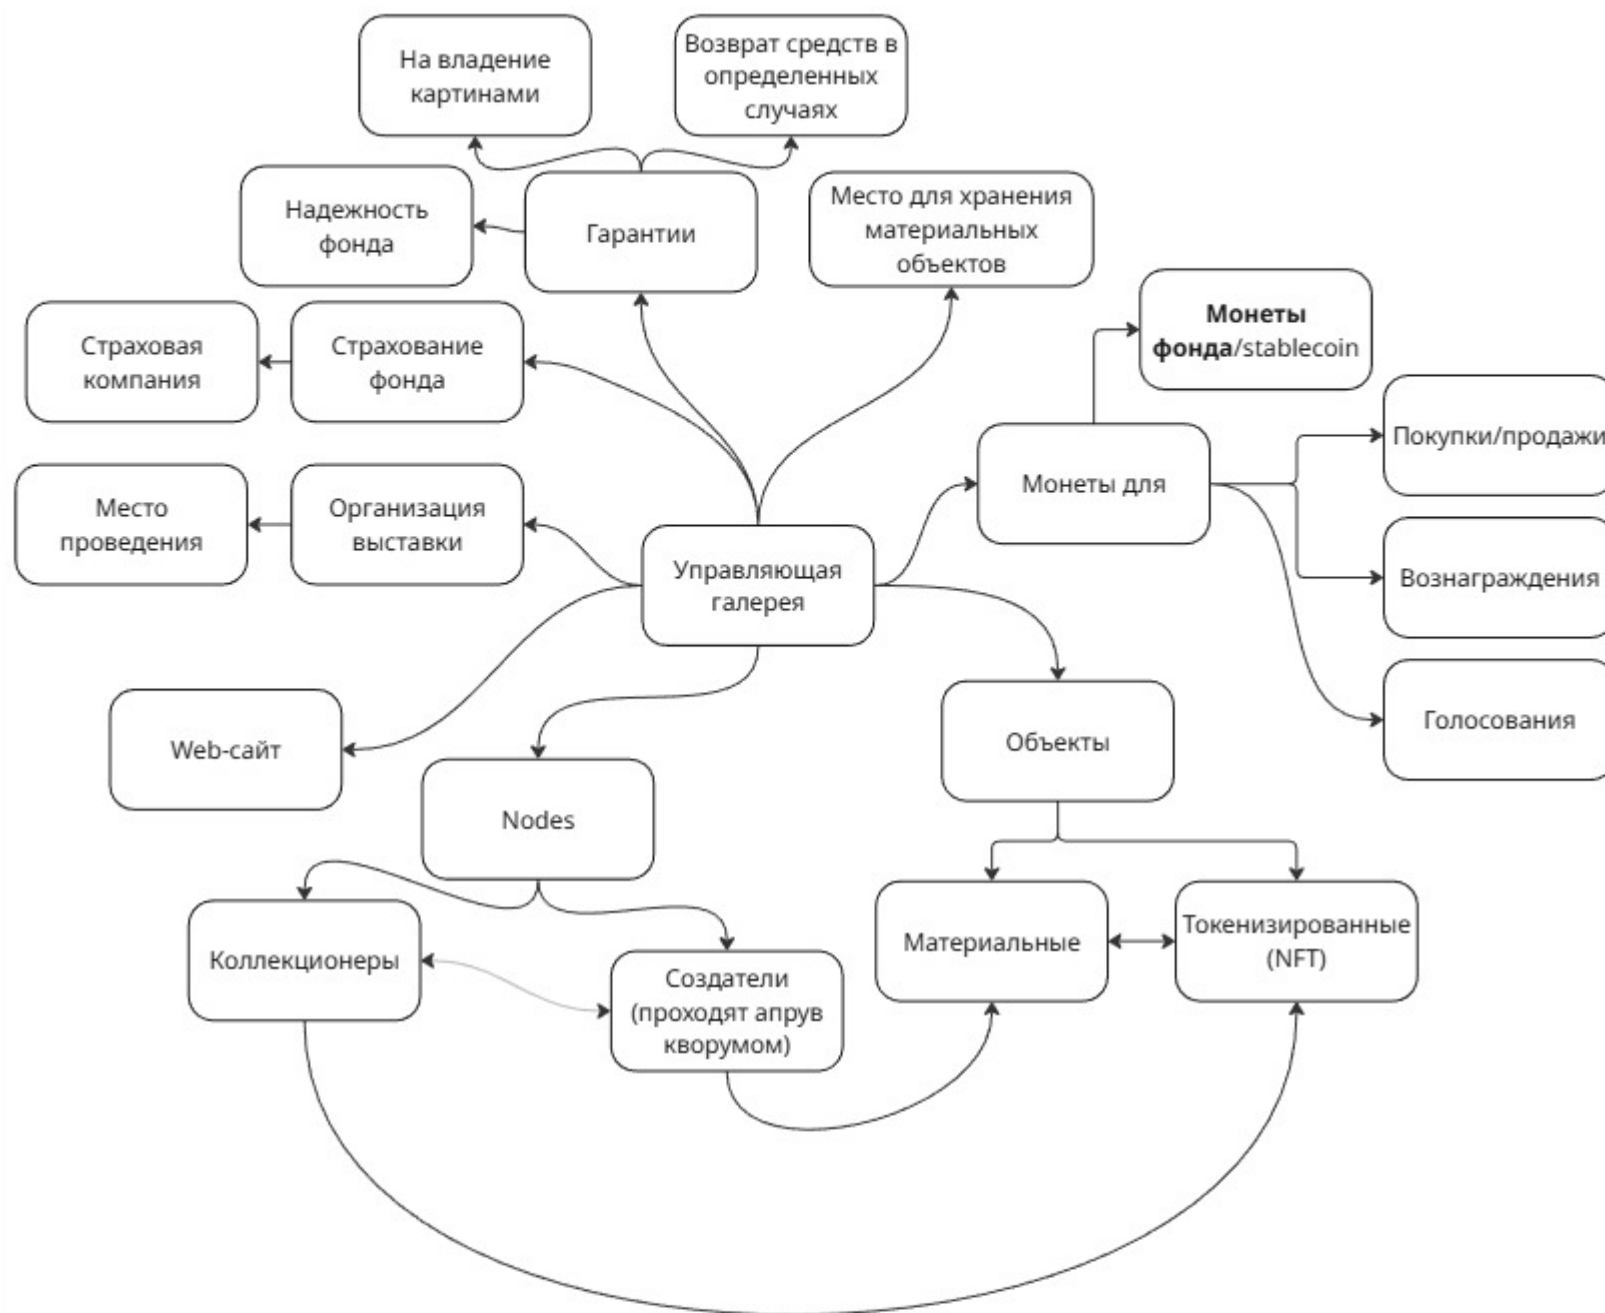 На владение
картинами
Возврат средств в
определенных
случаях
Надежность
фонда
Гарантии
Место для хранения
материальных
объектов
Страховая
компания
Страхование
фонда
Монеты
фонда/stablecoin
Покупки/продажи
Место
проведения
Организация
выставки
Монеты для
Управляющая
галерея
Вознаграждения
Web-сайт
Объекты
Голосования
Nodes
Коллекционеры
Создатели
(проходят апрув
кворумом)
Материальные
Токенизированные
(NFT)